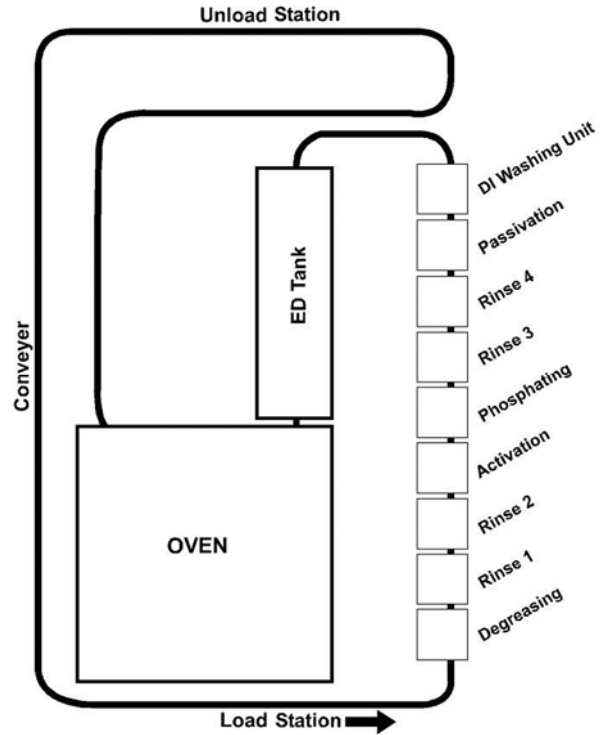 Unload Station
DI Washing Unit
Passivation
Rinse 4
ED Tank
Rinse 3
Conveyer
Phosphating
Activation
Rinse 2
OVEN
Rinse 1
Degreasing
Load Station